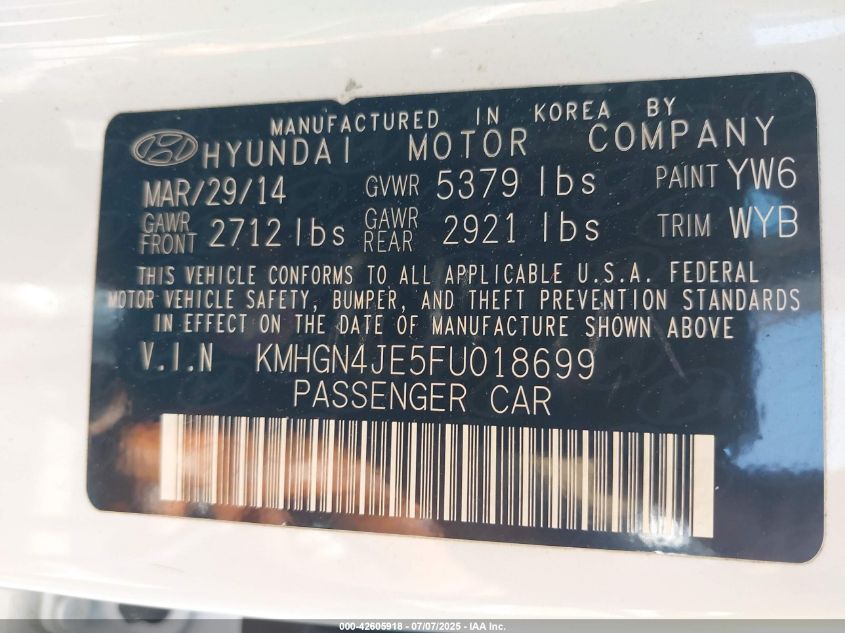 MANUFACTURED IN KOREA BY
HYUNDAI MOTOR COMPANY
MAR/29/14 GVWR 5379 lbs PAINT YW6
GAWR FRONT 2712 lbs GAWR REAR 2921 lbs TRIM WYB
THIS VEHICLE CONFORMS TO ALL APPLICABLE U.S.A. FEDERAL
MOTOR VEHICLE SAFETY, BUMPER, AND THEFT PREVENTION STANDARDS
IN EFFECT ON THE DATE OF MANUFACTURE SHOWN ABOVE
V.I.N KMHGN4JE5FU018699
PASSENGER CAR
000-42605918 - 07/07/2025 - IAA Inc.